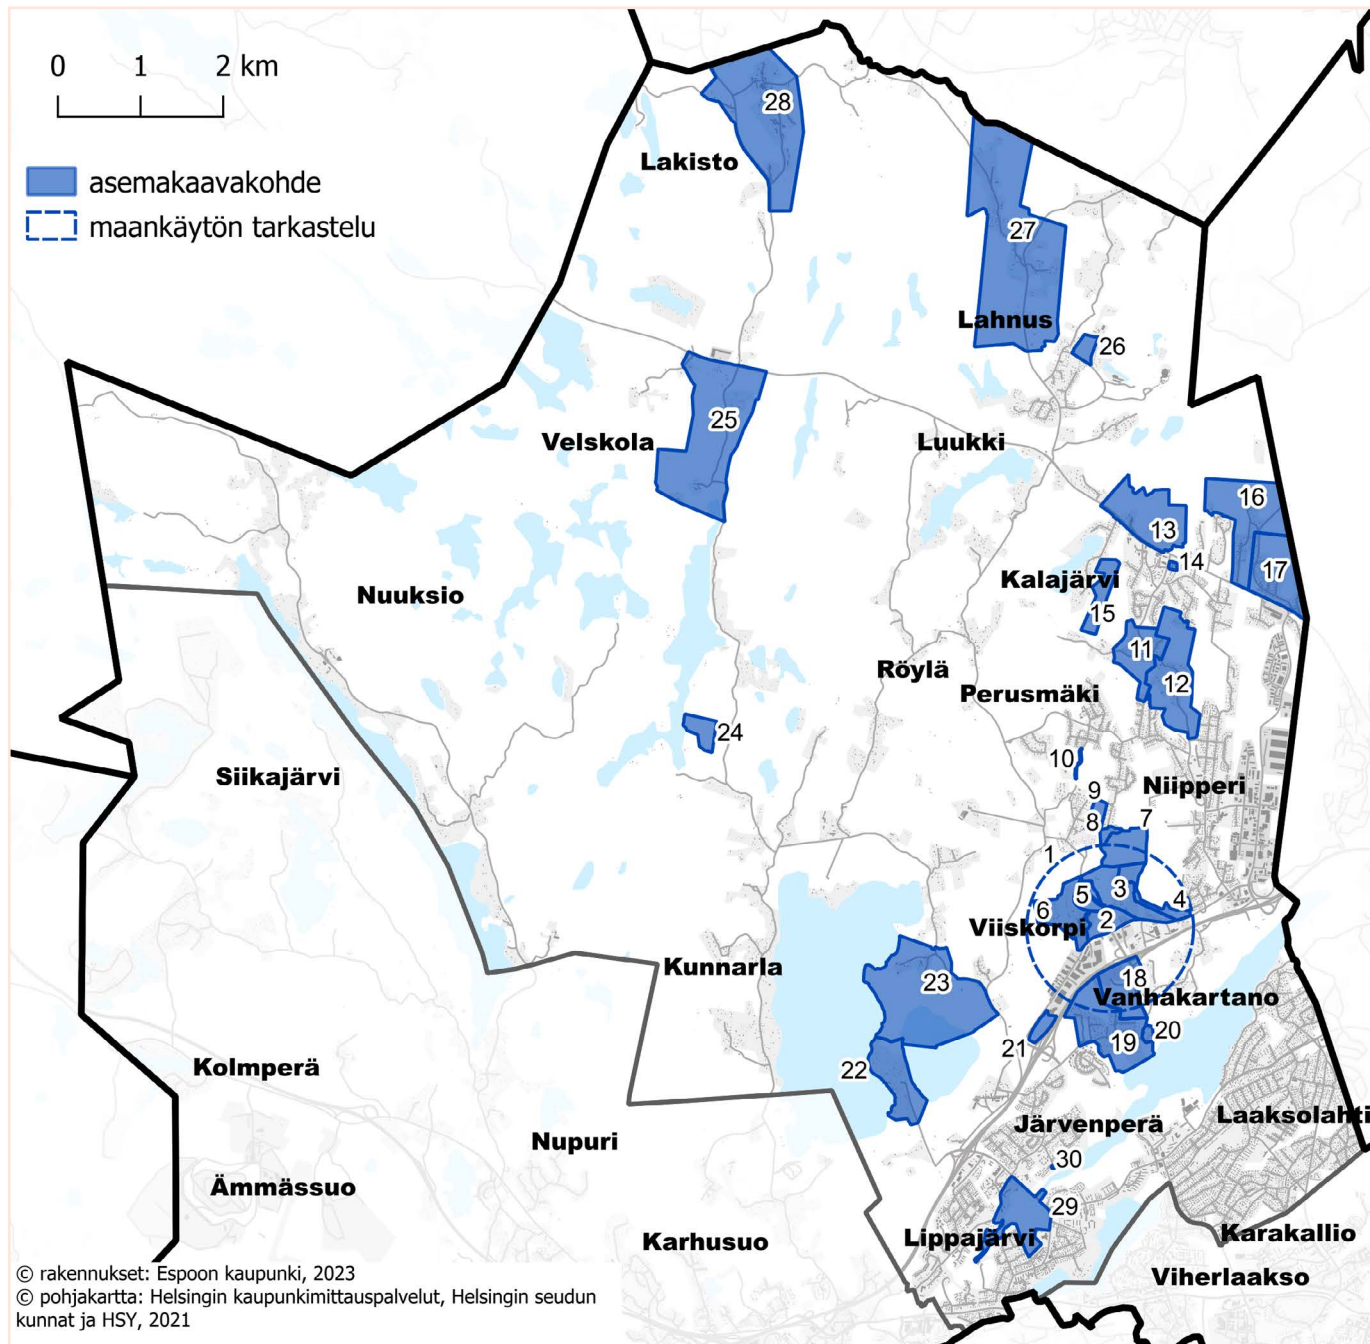 0 1 2 km
asemakaavakohde
maankäytön tarkastelu
28
Lakisto
27
Lahnus
26
25
Velskola
Luukki
16
13
14
17
Kalajärvi
15
Nuuksio
11
12
Röylä
Perusmäki
24
10
Siikajärvi
Niipperi
9
8
7
1
3
5
4
6
2
Viiskorpi
Kunnarla
23
18
Vanhakartano
20
19
21
22
Kolmperä
Laaksolahti
Järvenperä
Nupuri
30
Ämmässuo
29
Lippajärvi
Karhusuo
Karakallio
Viherlaakso
© rakennukset: Espoon kaupunki, 2023
© pohjakartta: Helsingin kaupunkimittauspalvelut, Helsingin seudun
kunnat ja HSY, 2021